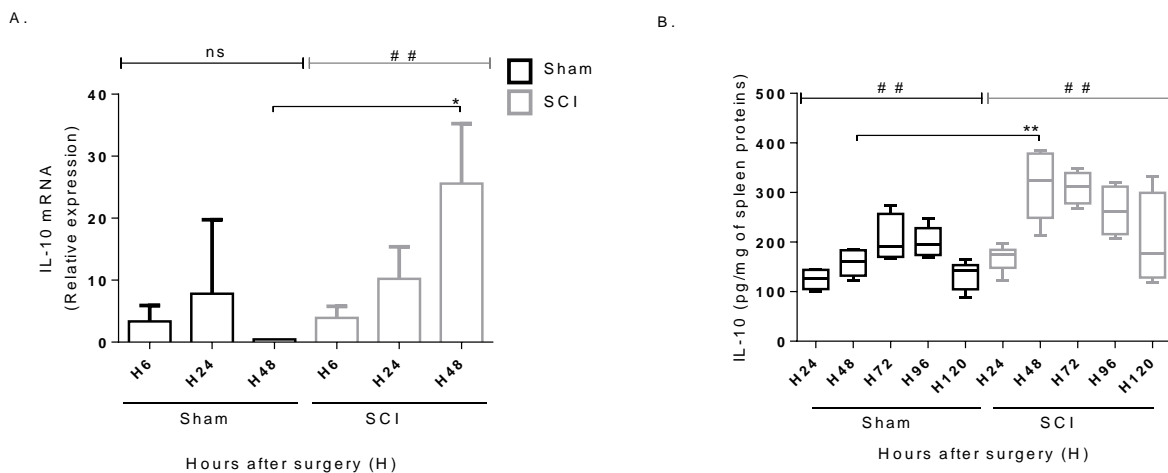 A.
ns
# #
Sham
SCI
*
40
30
20
10
0
IL-10 mRNA
(Relative expression)
H6
H24
H48
H6
H24
H48
Sham
SCI
Hours after surgery (H)
B.
# #
# #
**
500
400
300
200
100
0
IL-10 (pg/mg of spleen proteins)
H24
H48
H72
H96
H120
H24
H48
H72
H96
H120
Sham
SCI
Hours after surgery (H)